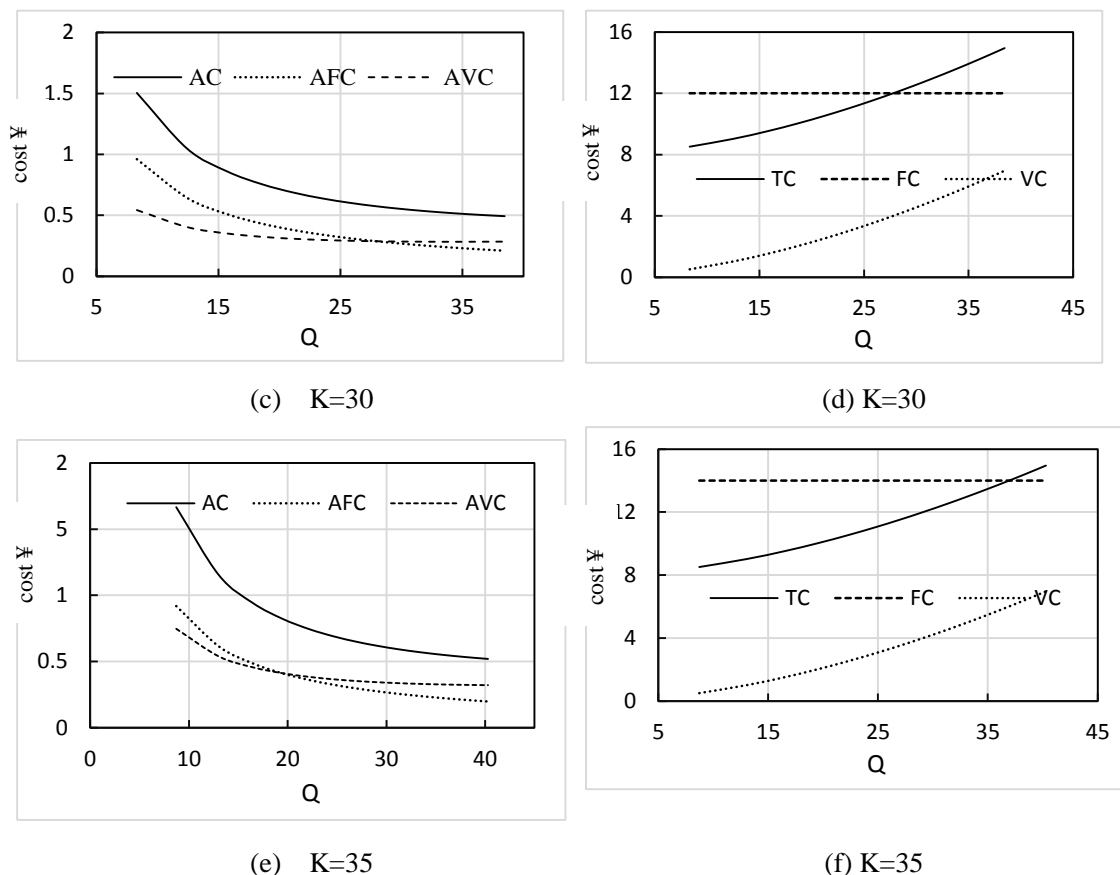 2
1.5
1
0.5
0
5 15 25 35
cost ¥
Q
AC AFC AVC
16
12
8
4
0
5 15 25 35 45
cost ¥
Q
TC FC VC
(c) K=30
(d) K=30
2
5
1
0.5
0
0 10 20 30 40
cost ¥
Q
AC AFC AVC
16
12
8
4
0
5 15 25 35 45
cost ¥
Q
TC FC VC
(e) K=35
(f) K=35